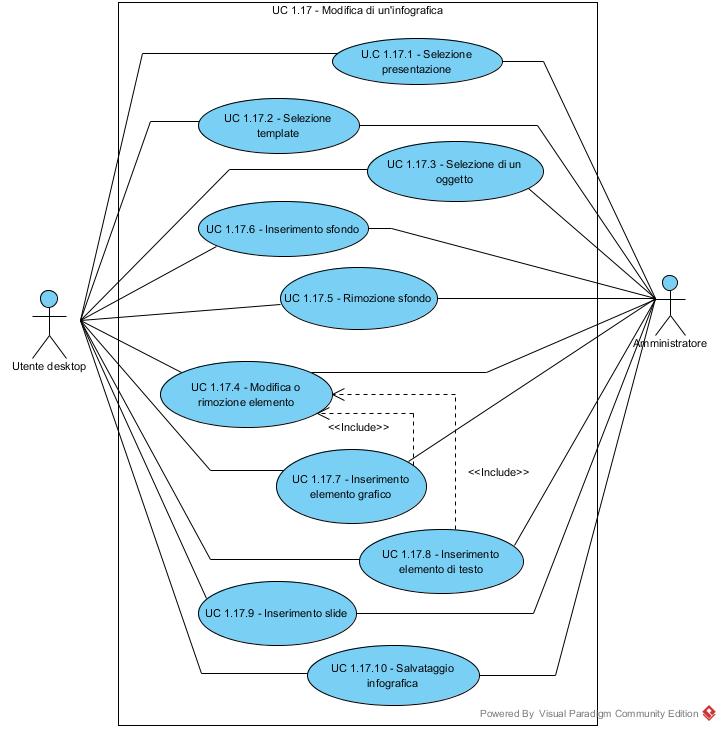 UC 1.17 - Modifica di un'infografica
U.C 1.17.1 - Selezione
presentazione
UC 1.17.2 - Selezione
template
UC 1.17.3 - Selezione di un
oggetto
UC 1.17.6 - Inserimento sfondo
UC 1.17.5 - Rimozione sfondo
Utente desktop
Amministratore
UC 1.17.4 - Modifica o
rimozione elemento
<<Include>>
UC 1.17.7 - Inserimento
elemento grafico
<<Include>>
UC 1.17.8 - Inserimento
elemento di testo
UC 1.17.9 - Inserimento slide
UC 1.17.10 - Salvataggio
infografica
Powered By Visual Paradigm Community Edition